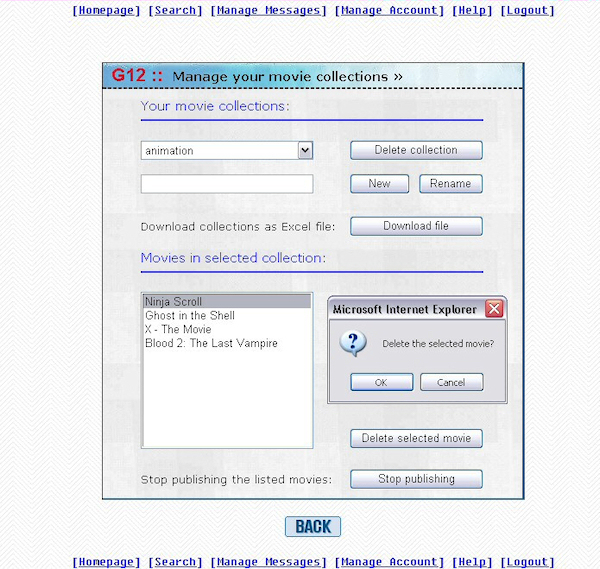 [Homepage] [Search] [Manage Messages] [Manage Account] [Help] [Logout]
G12 :: Manage your movie collections »
Your movie collections:
animation
Delete collection
New
Rename
Download collections as Excel file:
Download file
Movies in selected collection:
Ninja Scroll
Ghost in the Shell
X - The Movie
Blood 2: The Last Vampire
Microsoft Internet Explorer
?
Delete the selected movie?
OK
Cancel
Delete selected movie
Stop publishing the listed movies:
Stop publishing
BACK
[Homepage] [Search] [Manage Messages] [Manage Account] [Help] [Logout]